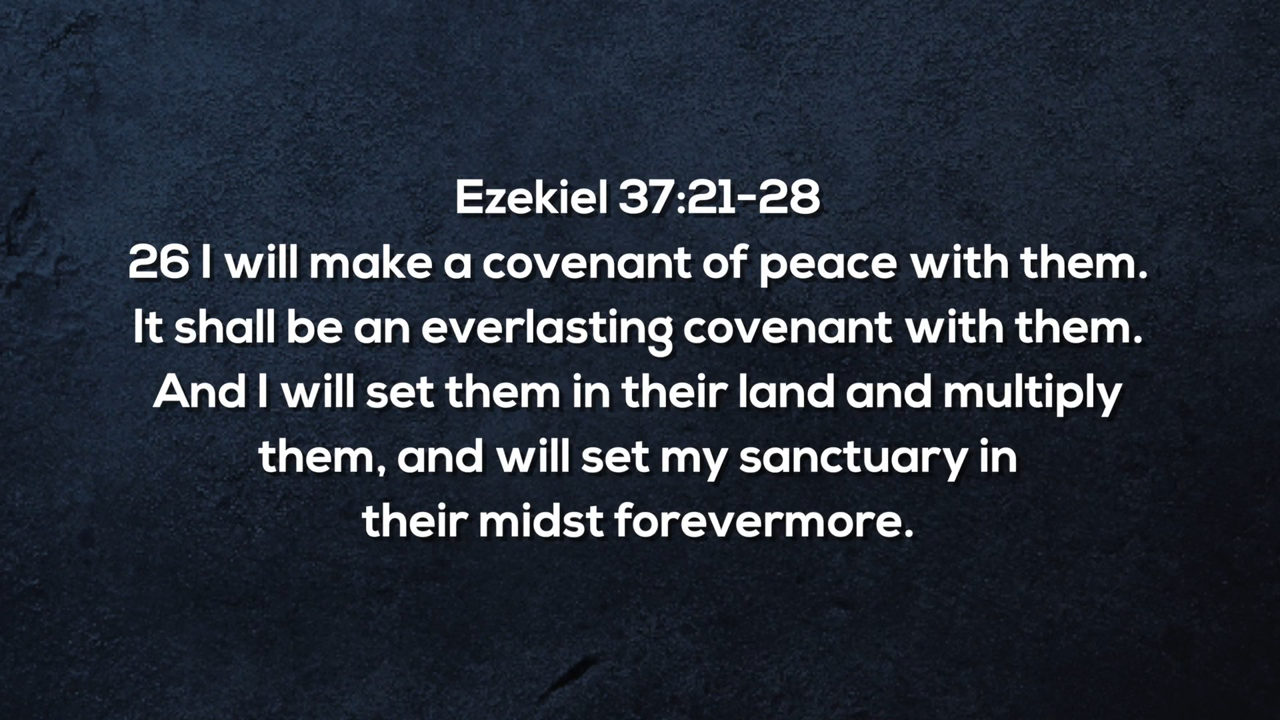 Ezekiel 37:21-28
26 I will make a covenant of peace with them.
It shall be an everlasting covenant with them.
And I will set them in their land and multiply
them, and will set my sanctuary in
their midst forevermore.